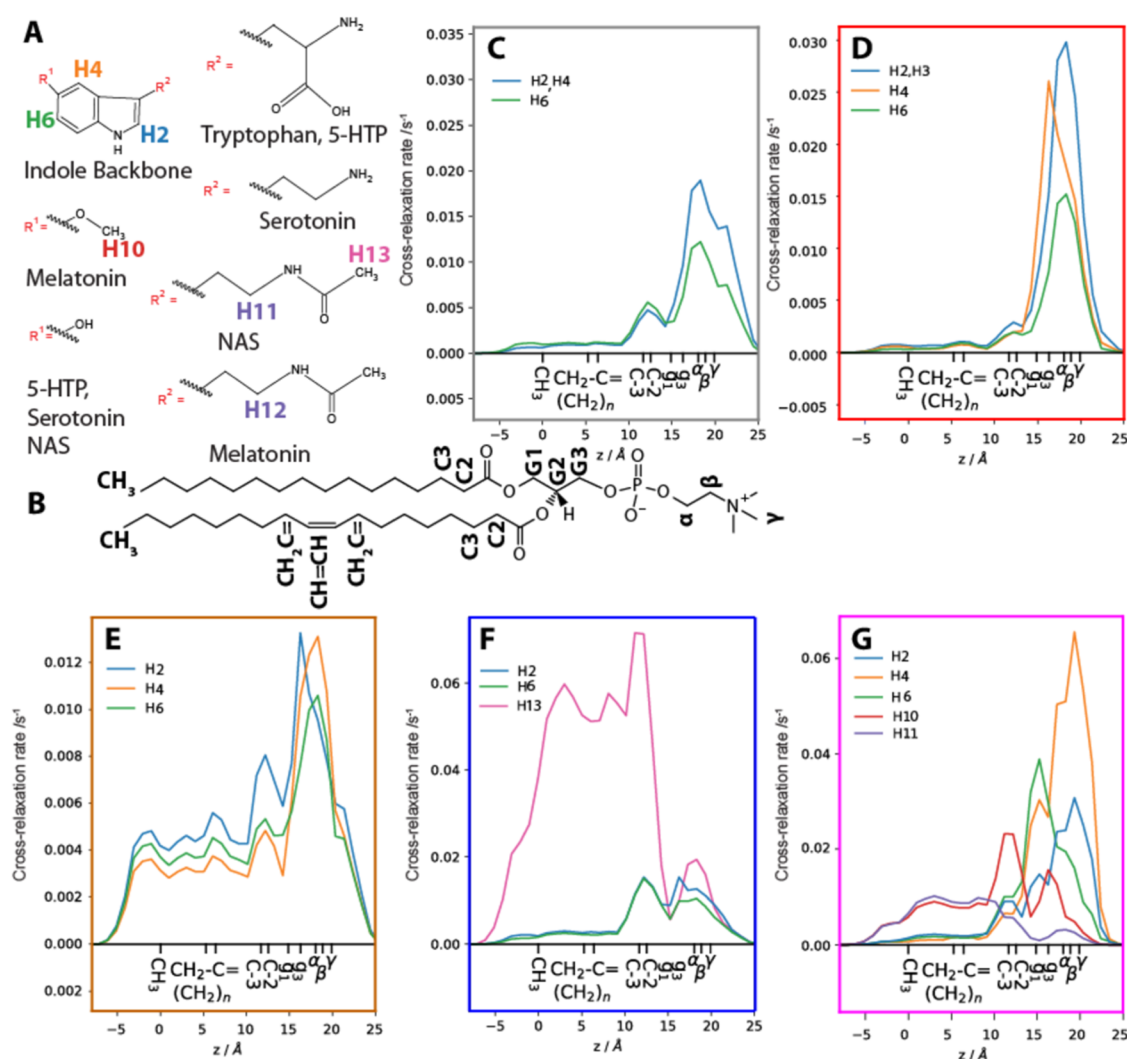 A
R¹
H4
R²
H6
N
H
H2
Indole Backbone
R² =
NH₂
O
OH
Tryptophan, 5-HTP
R² =
NH₂
Serotonin
R¹ =
O
CH₃
H10
Melatonin
R² =
NH
O
CH₃
H13
H11
NAS
R¹ =
OH
5-HTP,
Serotonin
NAS
R² =
NH
O
CH₃
H12
Melatonin
C
H2,H4
H6
Cross-relaxation rate /s⁻¹
0.035
0.030
0.025
0.020
0.015
0.010
0.005
0.000
0.005
CH₃
CH₂-C=
(CH₂)ₙ
C-3
C-2
g₁
g₃
α
β
γ
−5 0 5 10 15 20 25
z / Å
D
H2,H3
H4
H6
Cross-relaxation rate /s⁻¹
0.030
0.025
0.020
0.015
0.010
0.005
0.000
−0.005
CH₃
CH₂-C=
(CH₂)ₙ
C-3
C-2
g₁
g₃
α
β
γ
−5 0 5 10 15 20 25
z / Å
B
CH₃
C3
C2
O
O
G1
G2
G3
H
O
O
P
O⁻
O
α
β
N⁺
γ
CH₃
CH₂
CH=CH
CH₂
C3
C2
O
O
E
H2
H4
H6
Cross-relaxation rate /s⁻¹
0.012
0.010
0.008
0.006
0.004
0.002
0.000
0.002
CH₃
CH₂-C=
(CH₂)ₙ
C-3
C-2
g₁
g₃
α
β
γ
−5 0 5 10 15 20 25
z / Å
F
H2
H6
H13
Cross-relaxation rate /s⁻¹
0.06
0.04
0.02
0.00
CH₃
CH₂-C=
(CH₂)ₙ
C-3
C-2
g₁
g₃
α
β
γ
−5 0 5 10 15 20 25
z / Å
G
H2
H4
H6
H10
H11
Cross-relaxation rate /s⁻¹
0.06
0.04
0.02
0.00
CH₃
CH₂-C=
(CH₂)ₙ
C-3
C-2
g₁
g₃
α
β
γ
−5 0 5 10 15 20 25
z / Å